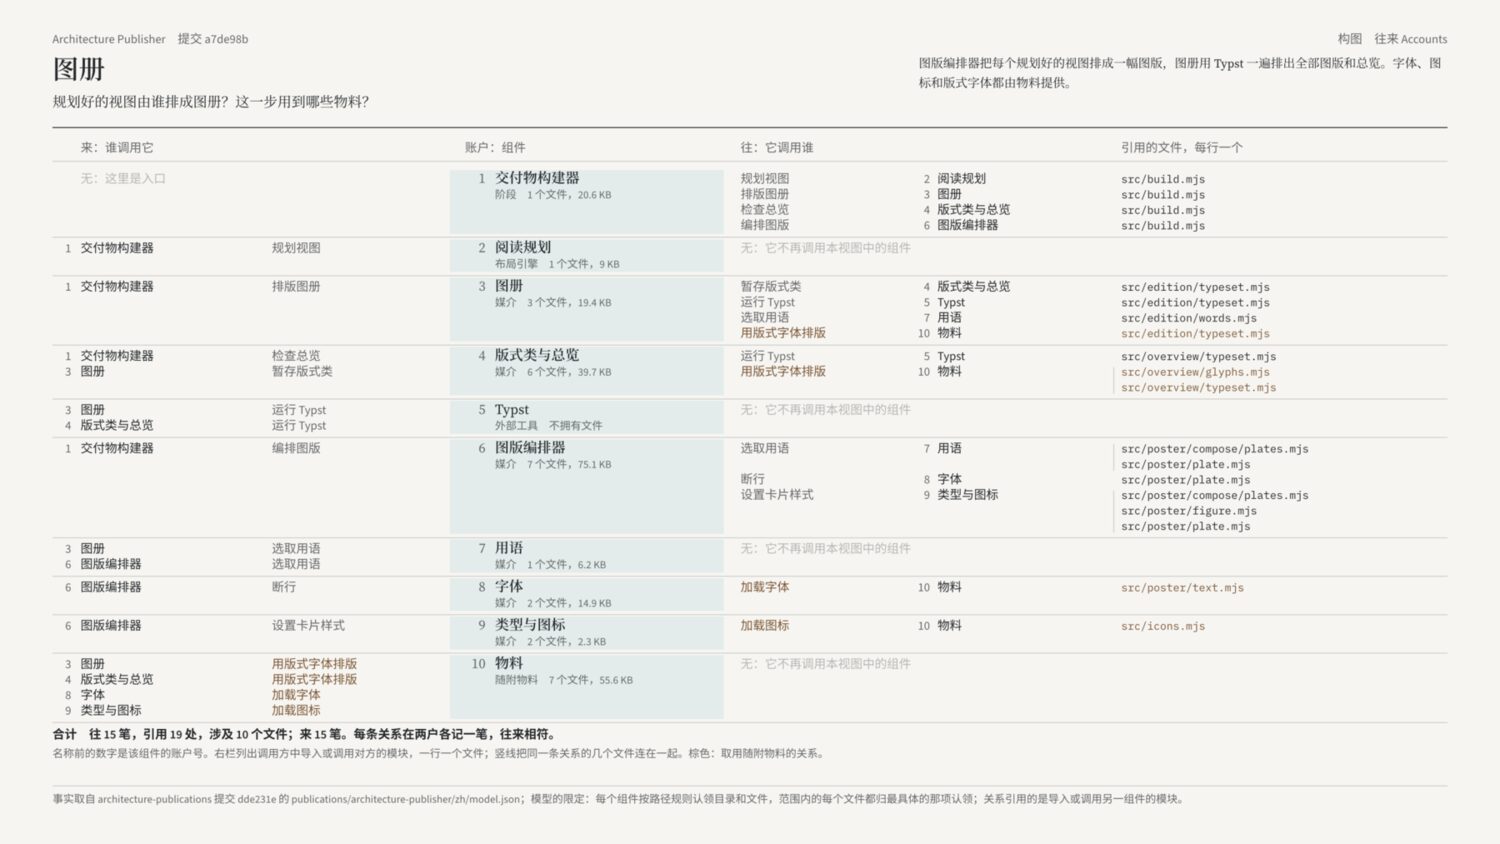 Architecture Publisher 提交 a7de98b
构图 往来 Accounts
图册
规划好的视图由谁排成图册？这一步用到哪些物料？
图版编排器把每个规划好的视图排成一幅图版，图册用 Typst 一遍排出全部图版和总览。字体、图
标和版式字体都由物料提供。
来：谁调用它 账户：组件 往：它调用谁 引用的文件，每行一个
无：这里是入口 1 交付物构建器 规划视图 2 阅读规划 src/build.mjs
阶段 1 个文件，20.6 KB 排版图册 3 图册 src/build.mjs
检查总览 4 版式类与总览 src/build.mjs
编排图版 6 图版编排器 src/build.mjs
1 交付物构建器 规划视图 2 阅读规划 无：它不再调用本视图中的组件
布局引擎 1 个文件，9 KB
1 交付物构建器 排版图册 3 图册 暂存版式类 4 版式类与总览 src/edition/typeset.mjs
媒介 3 个文件，19.4 KB 运行 Typst 5 Typst src/edition/typeset.mjs
选取用语 7 用语 src/edition/words.mjs
用版式字体排版 10 物料 src/edition/typeset.mjs
1 交付物构建器 检查总览 4 版式类与总览 运行 Typst 5 Typst src/overview/typeset.mjs
3 图册 暂存版式类 媒介 6 个文件，39.7 KB 用版式字体排版 10 物料 src/overview/glyphs.mjs
src/overview/typeset.mjs
3 图册 运行 Typst 5 Typst 无：它不再调用本视图中的组件
4 版式类与总览 运行 Typst 外部工具 不拥有文件
1 交付物构建器 编排图版 6 图版编排器 选取用语 7 用语 src/poster/compose/plates.mjs
媒介 7 个文件，75.1 KB src/poster/plate.mjs
断行 8 字体 src/poster/plate.mjs
设置卡片样式 9 类型与图标 src/poster/compose/plates.mjs
src/poster/figure.mjs
src/poster/plate.mjs
3 图册 选取用语 7 用语 无：它不再调用本视图中的组件
6 图版编排器 选取用语 媒介 1 个文件，6.2 KB
6 图版编排器 断行 8 字体 加载字体 10 物料 src/poster/text.mjs
媒介 2 个文件，14.9 KB
6 图版编排器 设置卡片样式 9 类型与图标 加载图标 10 物料 src/icons.mjs
媒介 2 个文件，2.3 KB
3 图册 用版式字体排版 10 物料 无：它不再调用本视图中的组件
4 版式类与总览 用版式字体排版 随附物料 7 个文件，55.6 KB
8 字体 加载字体
9 类型与图标 加载图标
合计 往 15 笔，引用 19 处，涉及 10 个文件；来 15 笔。每条关系在两户各记一笔，往来相符。
名称前的数字是该组件的账户号。右栏列出调用方中导入或调用对方的模块，一行一个文件；竖线把同一条关系的几个文件连在一起。棕色：取用随附物料的关系。
事实取自 architecture-publications 提交 dde231e 的 publications/architecture-publisher/zh/model.json；模型的限定：每个组件按路径规则认领目录和文件，范围内的每个文件都归最具体的那项认领；关系引用的是导入或调用另一组件的模块。